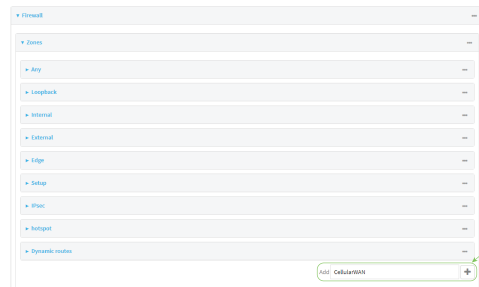 Firewall
Zones
Any
Loopback
Internal
External
Edge
Setup
IPsec
hotspot
Dynamic routes
Add CellularWAN